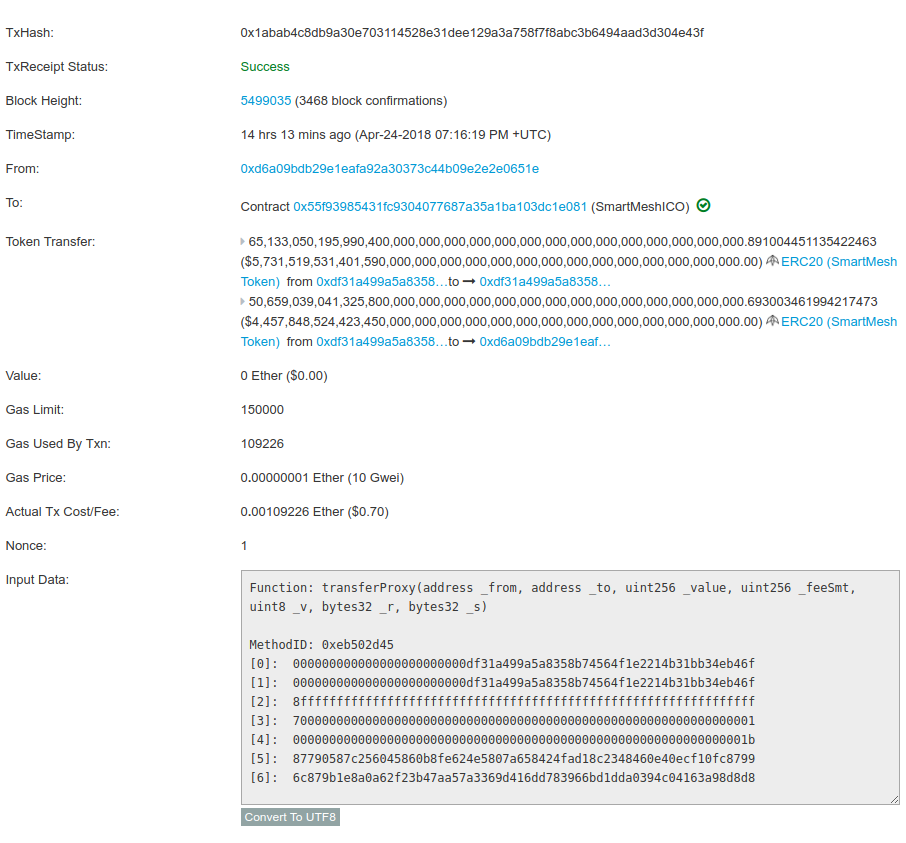 TxHash: 0x1abab4c8db9a30e703114528e31dee129a3a758f7f8abc3b6494aad3d304e43f
TxReceipt Status: Success
Block Height: 5499035 (3468 block confirmations)
TimeStamp: 14 hrs 13 mins ago (Apr-24-2018 07:16:19 PM +UTC)
From: 0xd6a09bdb29e1eafa92a30373c44b09e2e2e0651e
To: Contract 0x55f93985431fc9304077687a35a1ba103dc1e081 (SmartMeshICO)
Token Transfer: 65,133,050,195,990,400,000,000,000,000,000,000,000,000,000,000,000,000,000,000.891004451135422463
($5,731,519,531,401,590,000,000,000,000,000,000,000,000,000,000,000,000,000,000.00) ERC20 (SmartMesh
Token) from 0xdf31a499a5a8358…to 0xdf31a499a5a8358…
50,659,039,041,325,800,000,000,000,000,000,000,000,000,000,000,000,000,000,000.693003461994217473
($4,457,848,524,423,450,000,000,000,000,000,000,000,000,000,000,000,000,000,000.00) ERC20 (SmartMesh
Token) from 0xdf31a499a5a8358…to 0xd6a09bdb29e1eaf…
Value: 0 Ether ($0.00)
Gas Limit: 150000
Gas Used By Txn: 109226
Gas Price: 0.00000001 Ether (10 Gwei)
Actual Tx Cost/Fee: 0.00109226 Ether ($0.70)
Nonce: 1
Input Data:
Function: transferProxy(address _from, address _to, uint256 _value, uint256 _feeSmt,
uint8 _v, bytes32 _r, bytes32 _s)
MethodID: 0xeb502d45
[0]: 000000000000000000000000df31a499a5a8358b74564f1e2214b31bb34eb46f
[1]: 000000000000000000000000df31a499a5a8358b74564f1e2214b31bb34eb46f
[2]: 8fffffffffffffffffffffffffffffffffffffffffffffffffffffffffffffff
[3]: 7000000000000000000000000000000000000000000000000000000000000001
[4]: 000000000000000000000000000000000000000000000000000000000000001b
[5]: 87790587c256045860b8fe624e5807a658424fad18c2348460e40ecf10fc8799
[6]: 6c879b1e8a0a62f23b47aa57a3369d416dd783966bd1dda0394c04163a98d8d8
Convert To UTF8